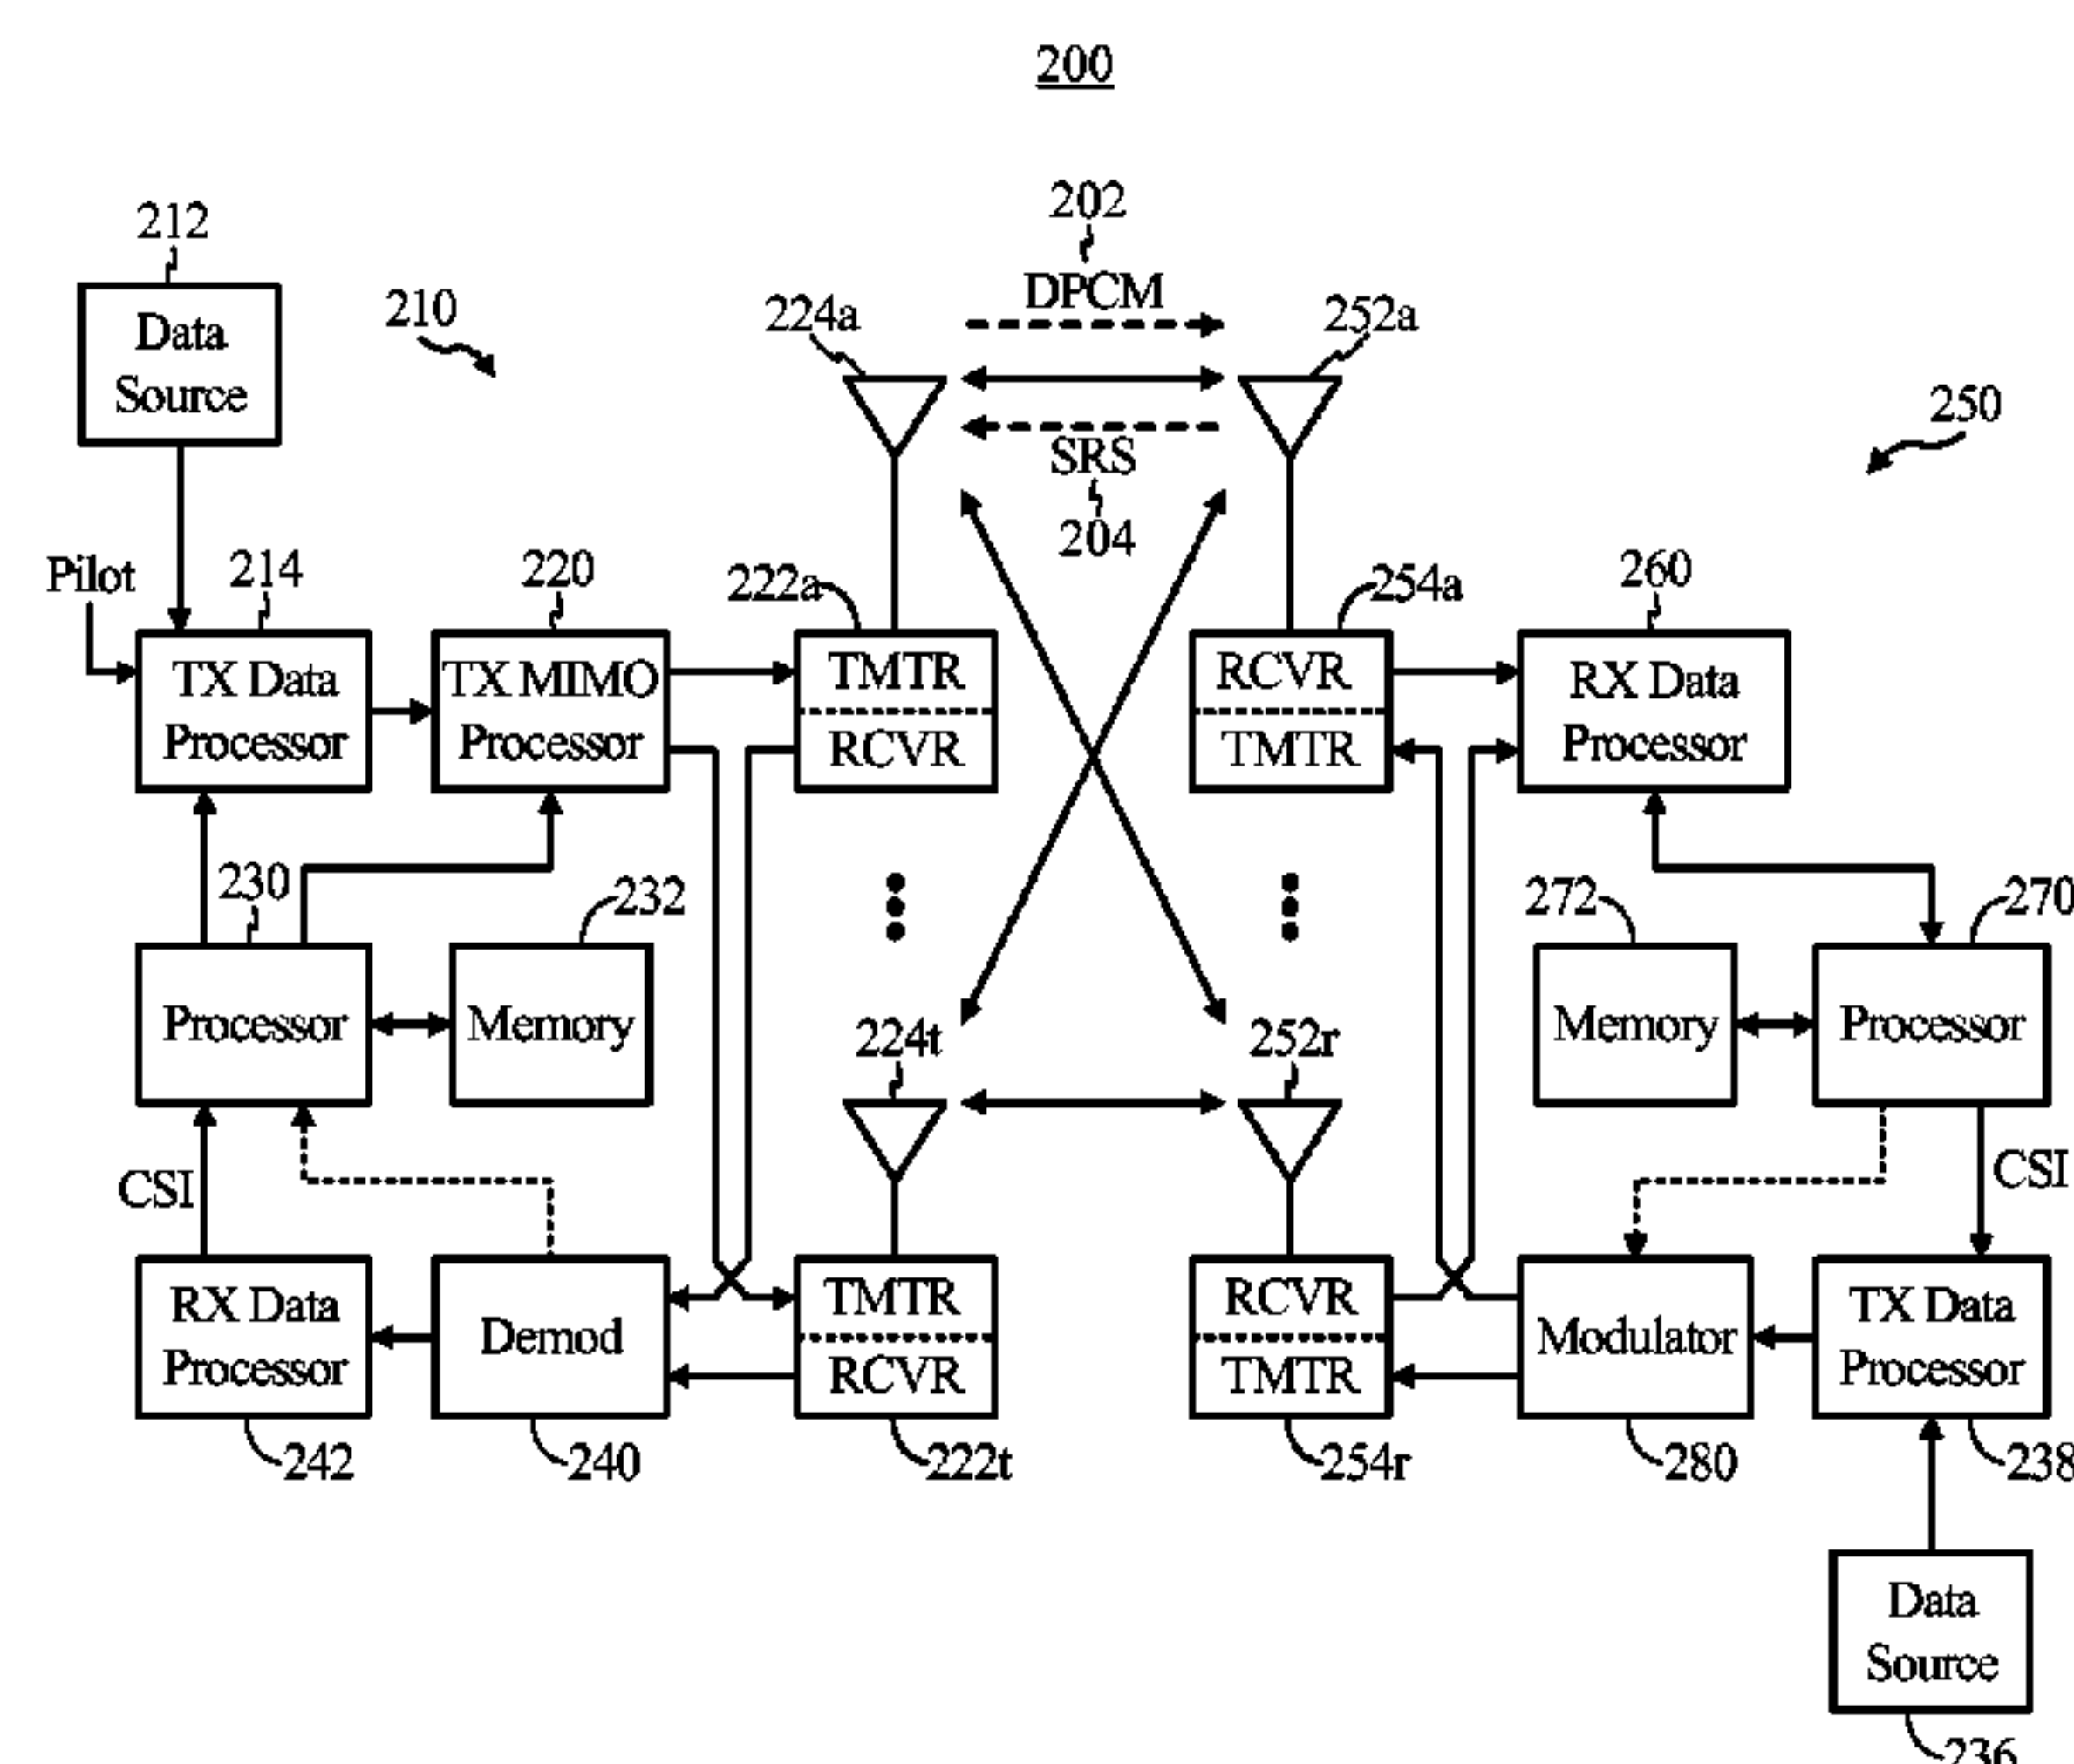 200
202
212
DPCM
210
224a
252a
Data
Source
250
SRS
204
Pilot
214
220
222a
254a
260
TX Data
Processor
TX MIMO
Processor
TMTR
RCVR
RCVR
TMTR
RX Data
Processor
230
232
272
270
Processor
Memory
Memory
Processor
224t
252r
CSI
CSI
RX Data
Processor
Demod
TMTR
RCVR
RCVR
TMTR
Modulator
TX Data
Processor
242
240
222t
254r
280
238
Data
Source
236